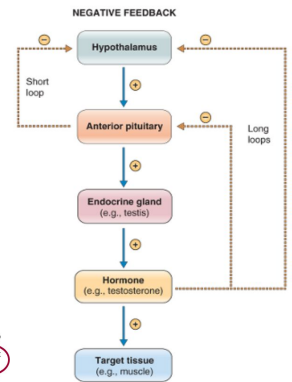 NEGATIVE FEEDBACK
Hypothalamus
Short
loop
Anterior pituitary
Long
loops
Endocrine gland
(e.g., testis)
Hormone
(e.g., testosterone)
Target tissue
(e.g., muscle)